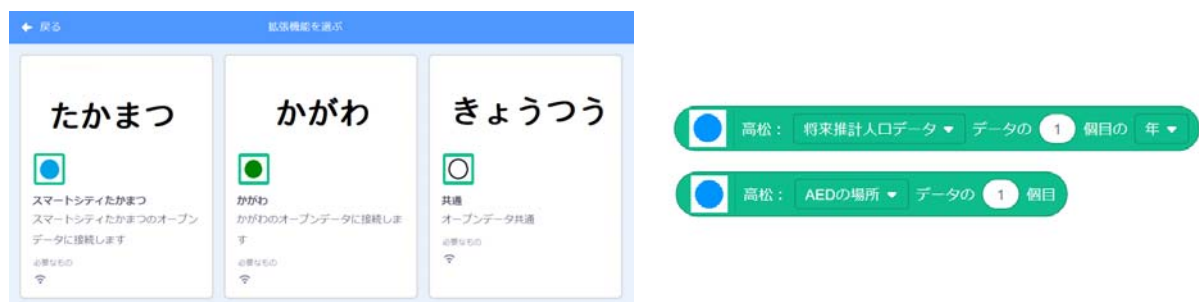 戻る
拡張機能を選ぶ
たかまつ
スマートシティたかまつ
スマートシティたかまつのオープン
データに接続します
必要なもの
かがわ
かがわ
かがわのオープンデータに接続しま
す
必要なもの
きょうつう
共通
オープンデータ共通
必要なもの
高松: 将来推計人口データ データの 1 個目の 年
高松: AEDの場所 データの 1 個目